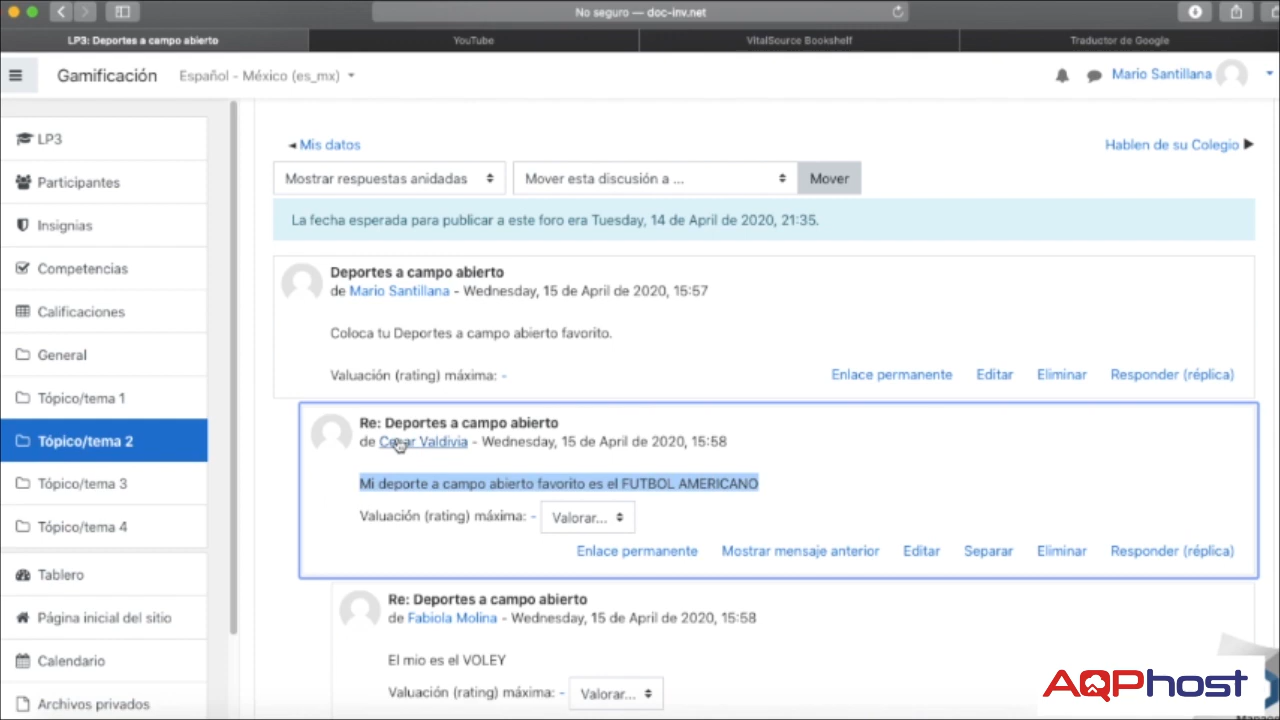 No seguro — doc-inv.net
LP3: Deportes a campo abierto
YouTube
VitalSource Bookshelf
Traductor de Google
Gamificación
Español - México (es_mx)
Mario Santillana
LP3
Participantes
Insignias
Competencias
Calificaciones
General
Tópico/tema 1
Tópico/tema 2
Tópico/tema 3
Tópico/tema 4
Tablero
Página inicial del sitio
Calendario
Archivos privados
◄ Mis datos
Hablen de su Colegio ►
Mostrar respuestas anidadas
Mover esta discusión a ...
Mover
La fecha esperada para publicar a este foro era Tuesday, 14 de April de 2020, 21:35.
Deportes a campo abierto
de Mario Santillana - Wednesday, 15 de April de 2020, 15:57
Coloca tu Deportes a campo abierto favorito.
Valuación (rating) máxima: -
Enlace permanente Editar Eliminar Responder (réplica)
Re: Deportes a campo abierto
de Cesar Valdivia - Wednesday, 15 de April de 2020, 15:58
Mi deporte a campo abierto favorito es el FUTBOL AMERICANO
Valuación (rating) máxima: - Valorar...
Enlace permanente Mostrar mensaje anterior Editar Separar Eliminar Responder (réplica)
Re: Deportes a campo abierto
de Fabiola Molina - Wednesday, 15 de April de 2020, 15:58
El mio es el VOLEY
Valuación (rating) máxima: - Valorar...
AQPhost